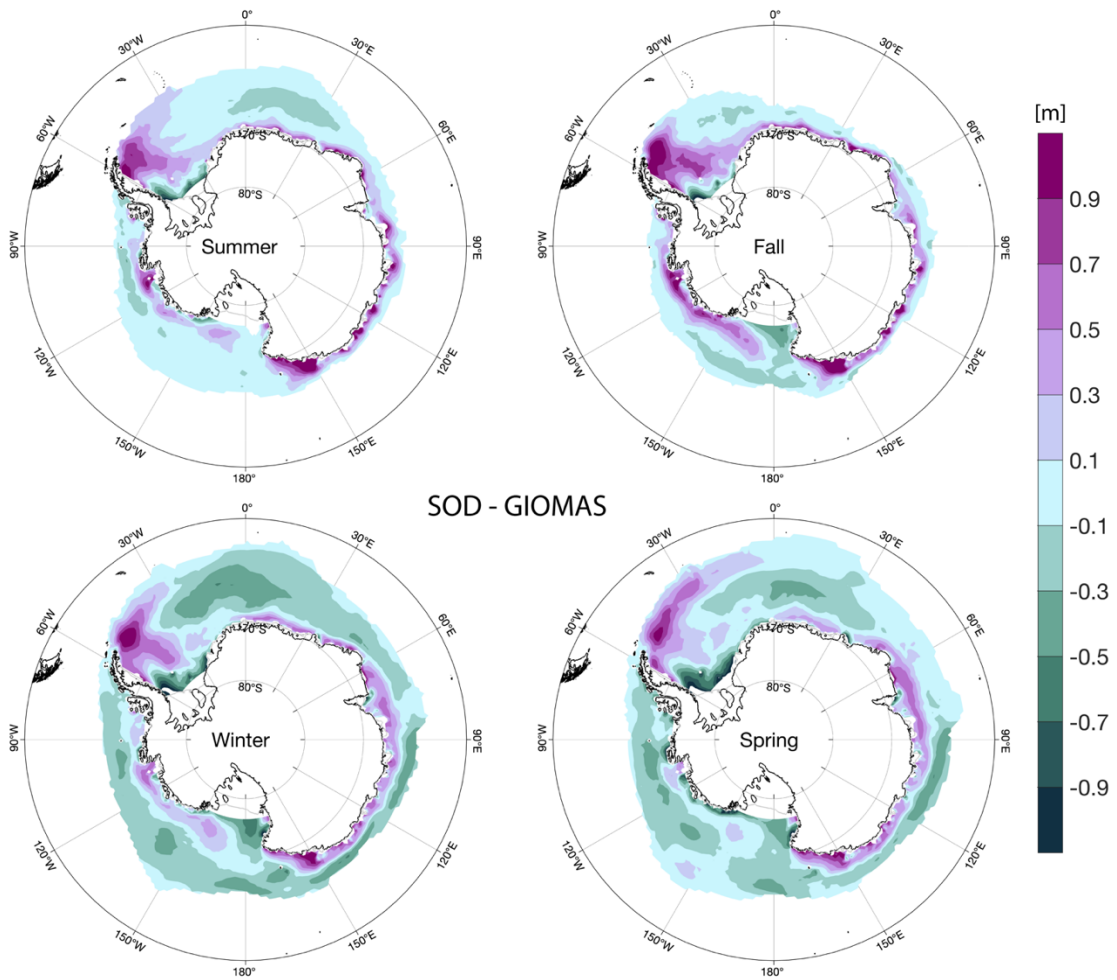 0°
30°E
60°E
90°E
120°E
150°E
180°
150°W
120°W
90°W
60°W
30°W
70°S
80°S
Summer
0°
30°E
60°E
90°E
120°E
150°E
180°
150°W
120°W
90°W
60°W
30°W
70°S
80°S
Fall
SOD - GIOMAS
0°
30°E
60°E
90°E
120°E
150°E
180°
150°W
120°W
90°W
60°W
30°W
70°S
80°S
Winter
0°
30°E
60°E
90°E
120°E
150°E
180°
150°W
120°W
90°W
60°W
30°W
70°S
80°S
Spring
[m]
0.9
0.7
0.5
0.3
0.1
-0.1
-0.3
-0.5
-0.7
-0.9